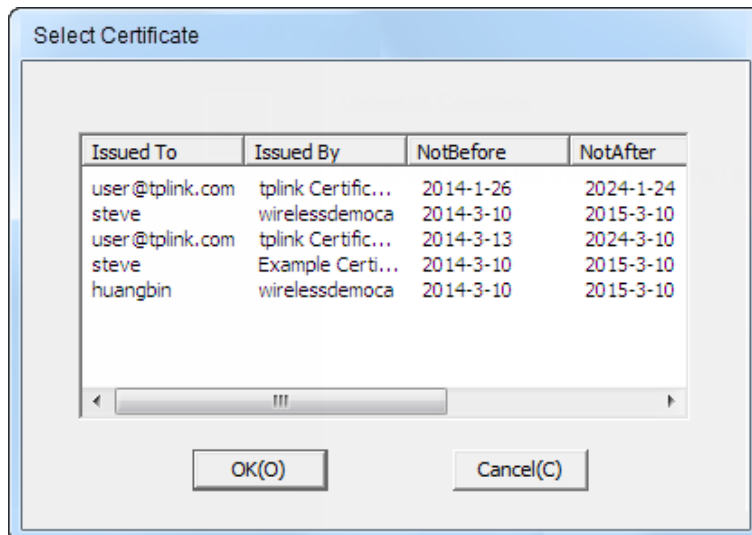 Select Certificate
Issued To Issued By NotBefore NotAfter
user@tplink.com tplink Certific... 2014-1-26 2024-1-24
steve wirelessdemoca 2014-3-10 2015-3-10
user@tplink.com tplink Certific... 2014-3-13 2024-3-10
steve Example Certi... 2014-3-10 2015-3-10
huangbin wirelessdemoca 2014-3-10 2015-3-10
OK(O) Cancel(C)